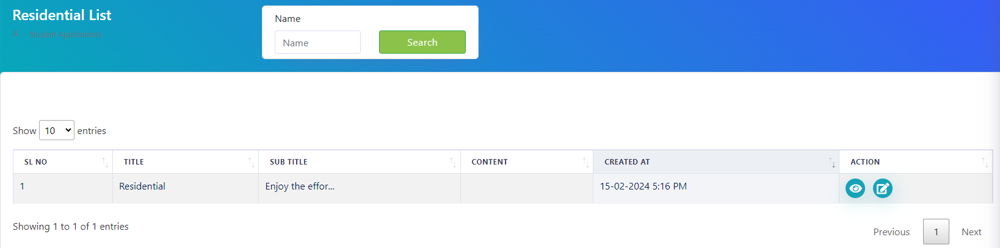 Residential List
- Student Applications
Name
Name
Search
Show 10 entries
SL NO TITLE SUB TITLE CONTENT CREATED AT ACTION
1 Residential Enjoy the effor... 15-02-2024 5:16 PM
Showing 1 to 1 of 1 entries
Previous 1 Next